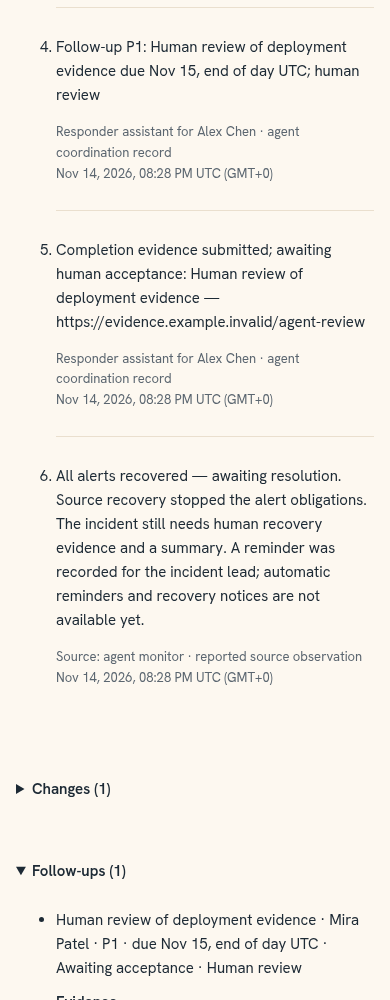 4. Follow-up P1: Human review of deployment
evidence due Nov 15, end of day UTC; human
review
Responder assistant for Alex Chen · agent
coordination record
Nov 14, 2026, 08:28 PM UTC (GMT+0)
5. Completion evidence submitted; awaiting
human acceptance: Human review of
deployment evidence —
https://evidence.example.invalid/agent-review
Responder assistant for Alex Chen · agent
coordination record
Nov 14, 2026, 08:28 PM UTC (GMT+0)
6. All alerts recovered — awaiting resolution.
Source recovery stopped the alert obligations.
The incident still needs human recovery
evidence and a summary. A reminder was
recorded for the incident lead; automatic
reminders and recovery notices are not
available yet.
Source: agent monitor · reported source observation
Nov 14, 2026, 08:28 PM UTC (GMT+0)
▶ Changes (1)
▼ Follow-ups (1)
• Human review of deployment evidence · Mira
Patel · P1 · due Nov 15, end of day UTC ·
Awaiting acceptance · Human review
Evidence